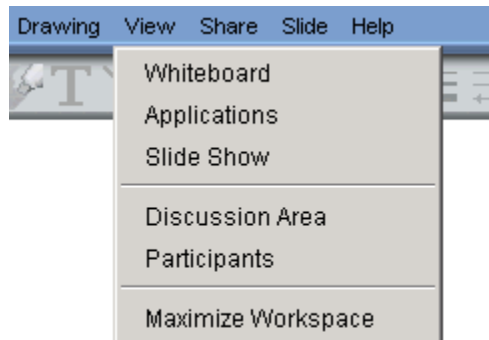 Drawing View Share Slide Help
T
Whiteboard
Applications
Slide Show
Discussion Area
Participants
Maximize Workspace